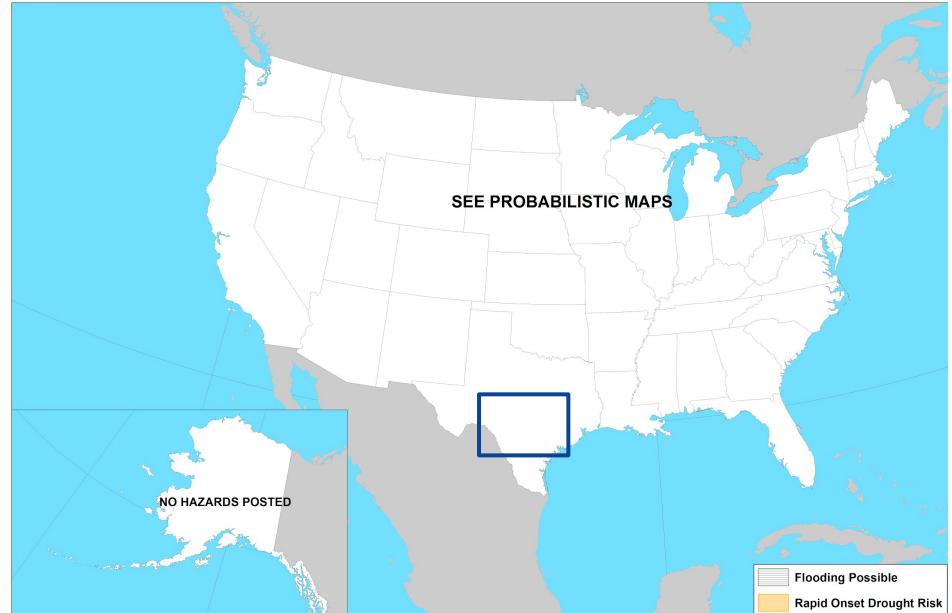 SEE PROBABILISTIC MAPS
NO HAZARDS POSTED
Flooding Possible
Rapid Onset Drought Risk